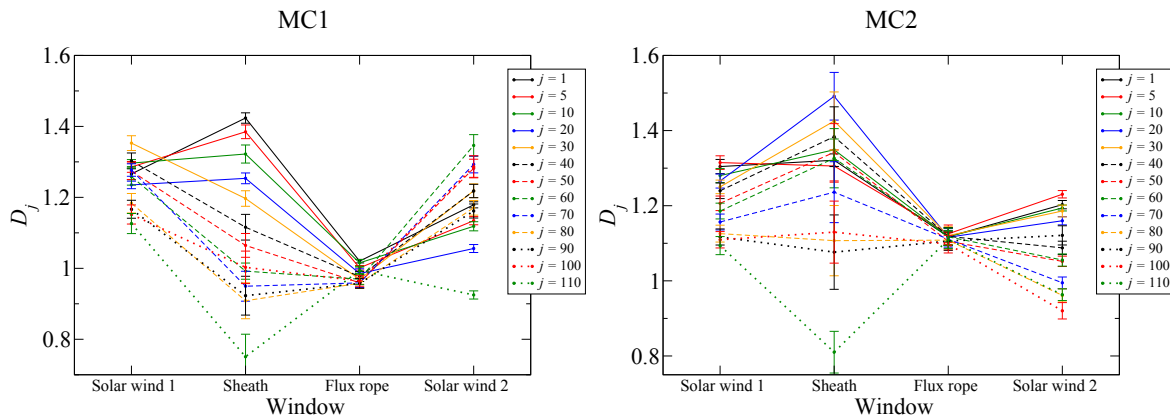 MC1
1.6
1.4
1.2
1
0.8
D_j
Solar wind 1
Sheath
Flux rope
Solar wind 2
Window
j = 1
j = 5
j = 10
j = 20
j = 30
j = 40
j = 50
j = 60
j = 70
j = 80
j = 90
j = 100
j = 110
MC2
1.6
1.4
1.2
1
0.8
D_j
Solar wind 1
Sheath
Flux rope
Solar wind 2
Window
j = 1
j = 5
j = 10
j = 20
j = 30
j = 40
j = 50
j = 60
j = 70
j = 80
j = 90
j = 100
j = 110